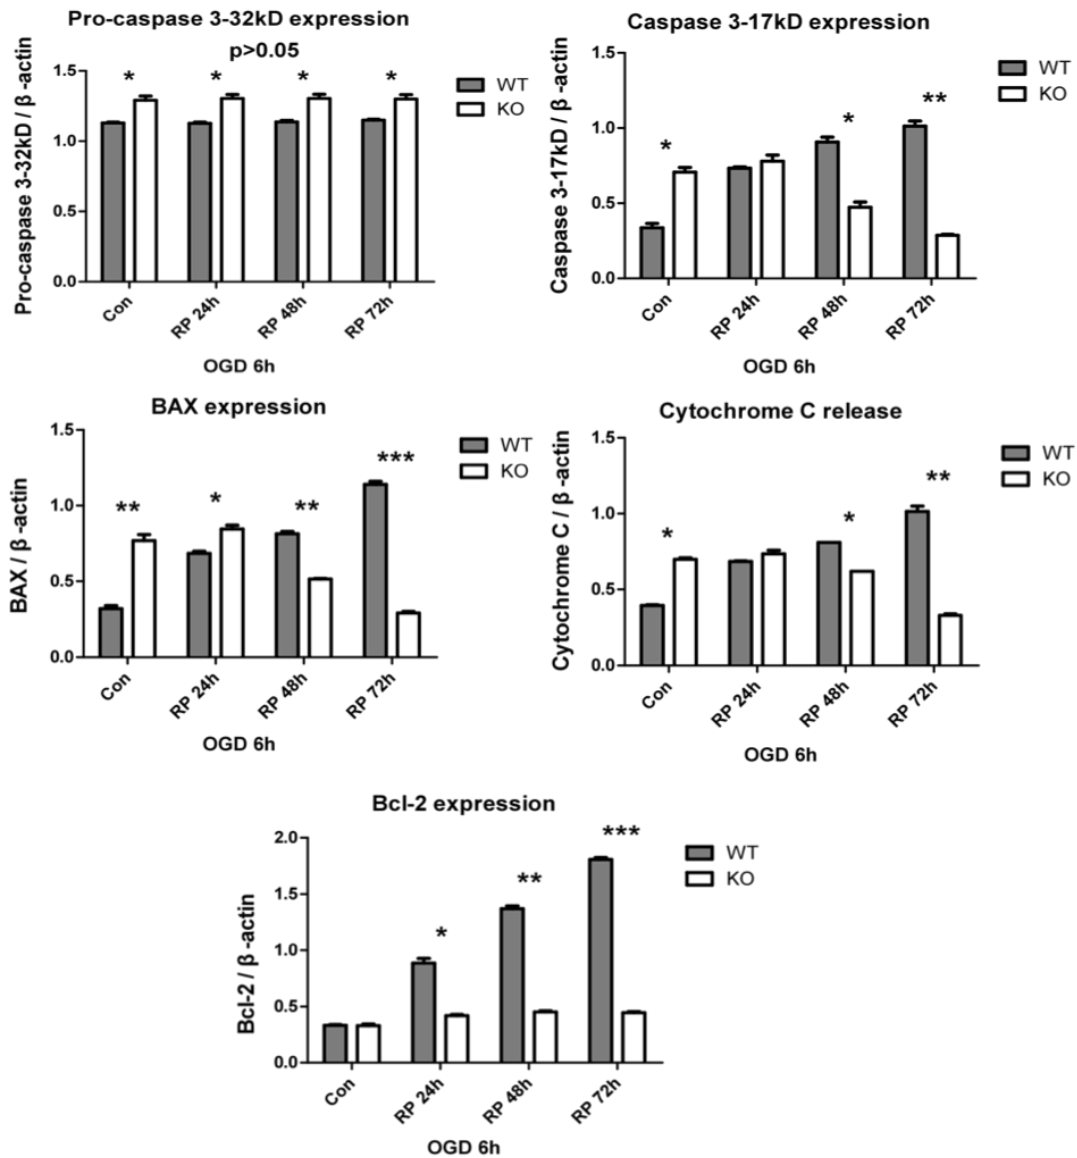 Pro-caspase 3-32kD expression
p>0.05
Pro-caspase 3-32kD / β -actin
1.5
1.0
0.5
0.0
* * * *
WT
KO
Con RP 24h RP 48h RP 72h
OGD 6h
Caspase 3-17kD expression
Caspase 3-17kD / β -actin
1.5
1.0
0.5
0.0
* * **
WT
KO
Con RP 24h RP 48h RP 72h
OGD 6h
BAX expression
BAX / β -actin
1.5
1.0
0.5
0.0
** * ** ***
WT
KO
Con RP 24h RP 48h RP 72h
OGD 6h
Cytochrome C release
Cytochrome C / β -actin
1.5
1.0
0.5
0.0
* * **
WT
KO
Con RP 24h RP 48h RP 72h
OGD 6h
Bcl-2 expression
Bcl-2 / β -actin
2.0
1.5
1.0
0.5
0.0
* ** ***
WT
KO
Con RP 24h RP 48h RP 72h
OGD 6h